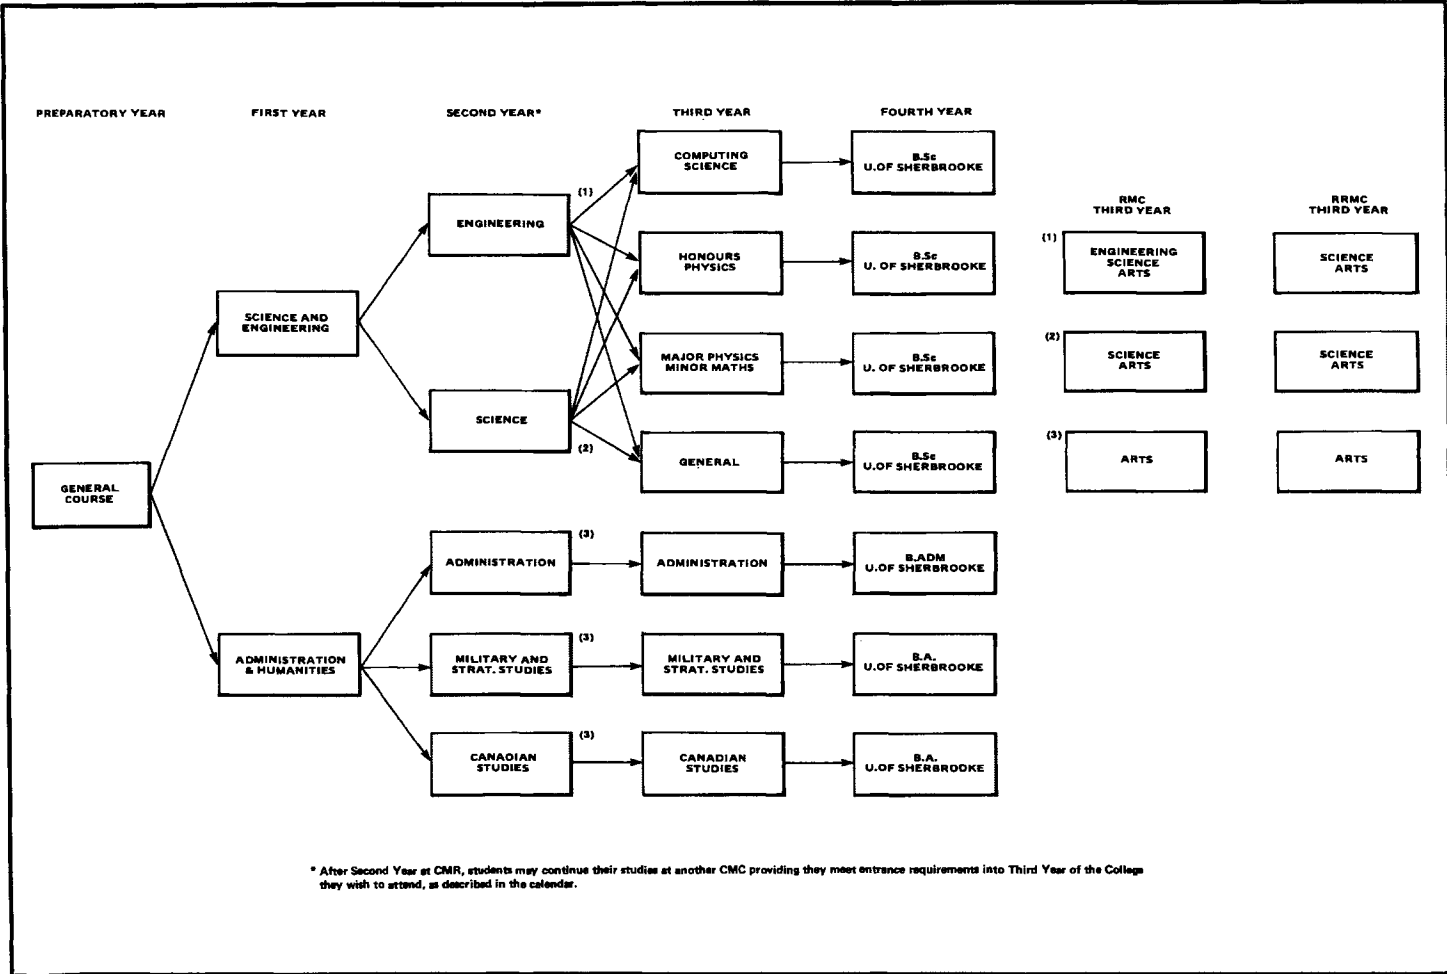 PREPARATORY YEAR
FIRST YEAR
SECOND YEAR*
THIRD YEAR
FOURTH YEAR
COMPUTING
SCIENCE
B.Sc
U.OF SHERBROOKE
(1)
ENGINEERING
RMC
THIRD YEAR
RRMC
THIRD YEAR
HONOURS
PHYSICS
B.Sc
U. OF SHERBROOKE
(1)
ENGINEERING
SCIENCE
ARTS
SCIENCE
ARTS
SCIENCE AND
ENGINEERING
MAJOR PHYSICS
MINOR MATHS
B.Sc
U. OF SHERBROOKE
(2)
SCIENCE
ARTS
SCIENCE
ARTS
SCIENCE
(2)
GENERAL
B.Sc
U.OF SHERBROOKE
(3)
ARTS
ARTS
GENERAL
COURSE
ADMINISTRATION
(3)
ADMINISTRATION
B.ADM
U.OF SHERBROOKE
ADMINISTRATION
& HUMANITIES
MILITARY AND
STRAT. STUDIES
(3)
MILITARY AND
STRAT. STUDIES
B.A.
U.OF SHERBROOKE
CANADIAN
STUDIES
(3)
CANADIAN
STUDIES
B.A.
U.OF SHERBROOKE
* After Second Year at CMR, students may continue their studies at another CMC providing they meet entrance requirements into Third Year of the College
they wish to attend, as described in the calendar.